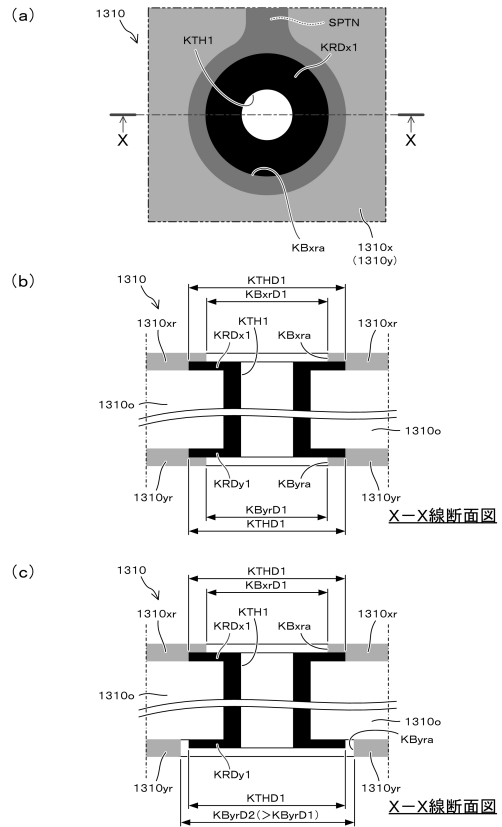 (a)
1310
SPTN
KTH1
KRDx1
X
X
KBxra
1310x
(1310y)
(b)
1310
KTHD1
KBxrD1
KTH1
1310xr
KRDx1
KBxra
1310xr
1310o
1310o
1310yr
KRDy1
KByra
1310yr
KByrD1
KTHD1
X-X線断面図
(c)
1310
KTHD1
KBxrD1
KTH1
1310xr
KRDx1
KBxra
1310xr
1310o
1310o
KByra
1310yr
KRDy1
1310yr
KTHD1
KByrD2(>KByrD1)
X-X線断面図